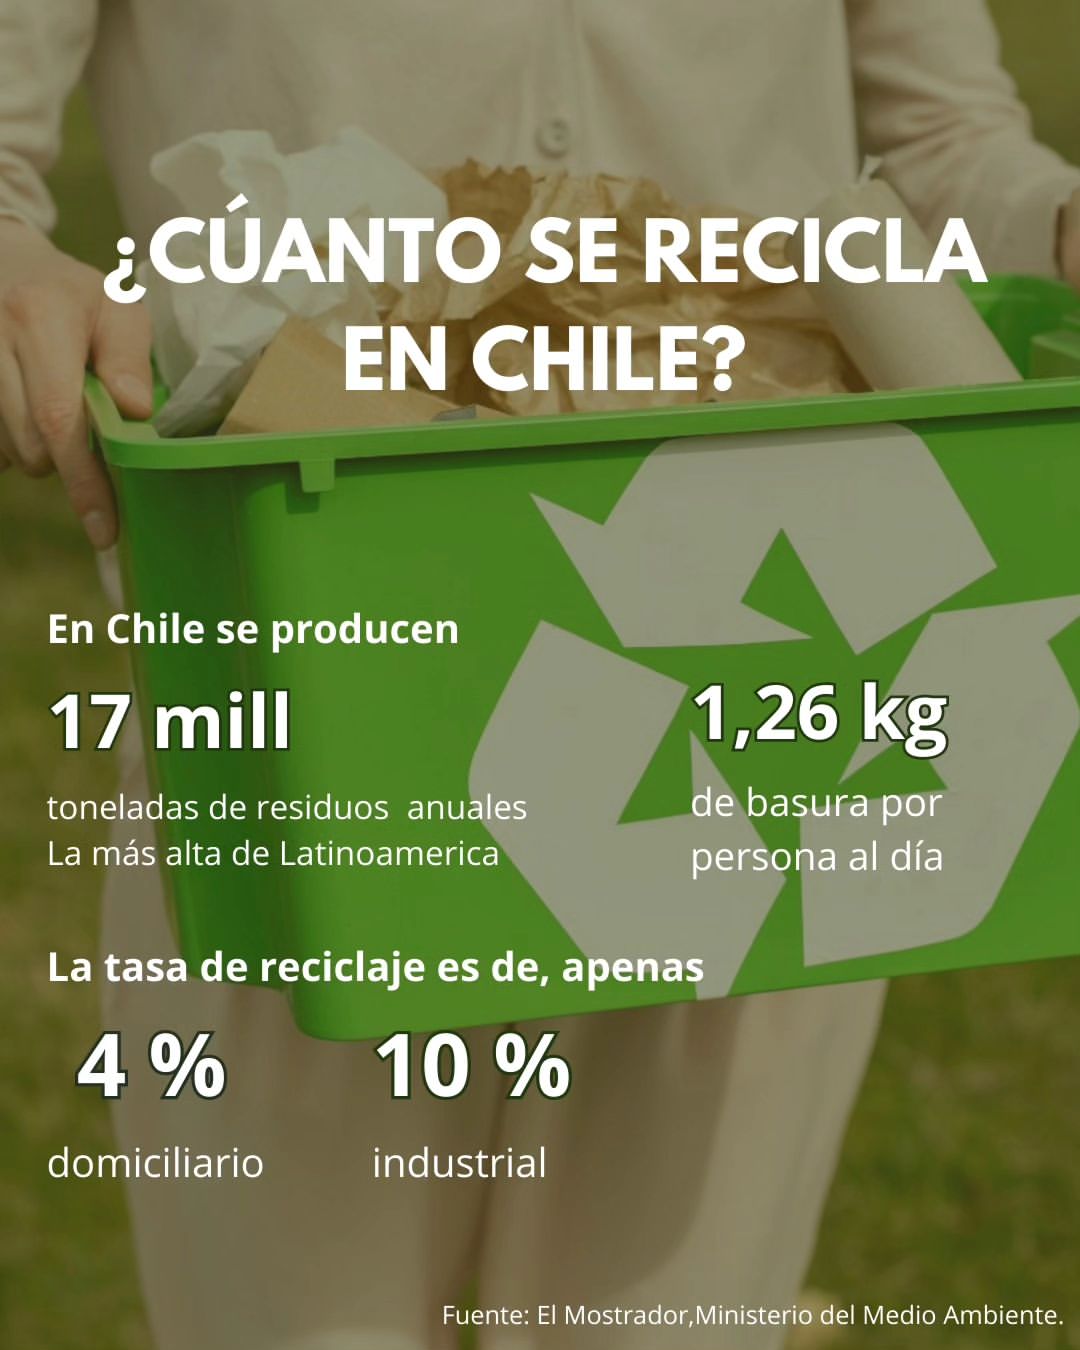 ¿CÚANTO SE RECICLA
EN CHILE?
En Chile se producen
17 mill
toneladas de residuos anuales
La más alta de Latinoamerica
1,26 kg
de basura por
persona al día
La tasa de reciclaje es de, apenas
4 %
domiciliario
10 %
industrial
Fuente: El Mostrador,Ministerio del Medio Ambiente.